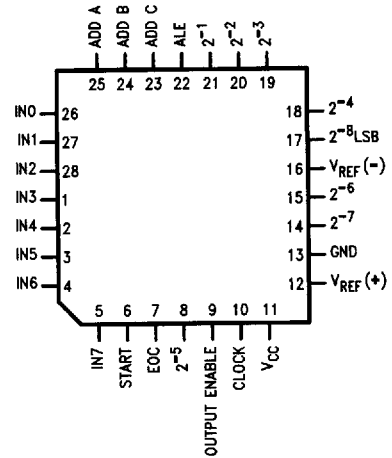 ADD A
ADD B
ADD C
ALE
2⁻¹
2⁻²
2⁻³
25 24 23 22 21 20 19
IN0 26
IN1 27
IN2 28
IN3 1
IN4 2
IN5 3
IN6 4
18 2⁻⁴
17 2⁻⁸LSB
16 VREF(−)
15 2⁻⁶
14 2⁻⁷
13 GND
12 VREF(+)
5 6 7 8 9 10 11
IN7
START
EOC
2⁻⁵
OUTPUT ENABLE
CLOCK
VCC